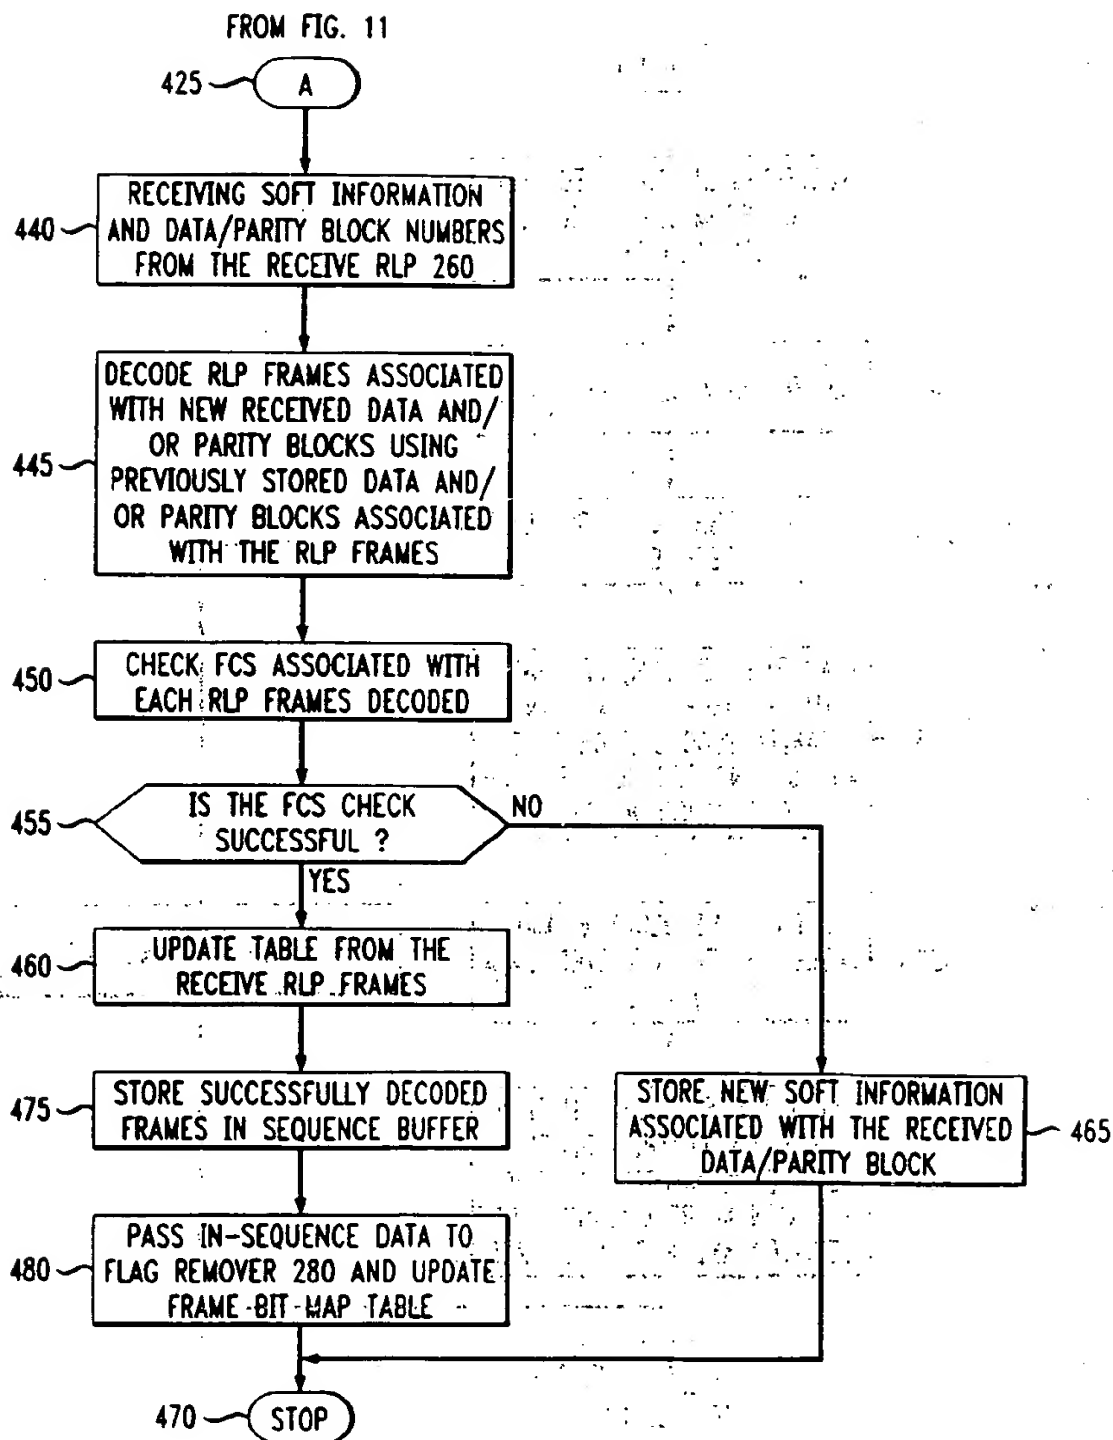 FROM FIG. 11
425
A
RECEIVING SOFT INFORMATION
AND DATA/PARITY BLOCK NUMBERS
FROM THE RECEIVE RLP 260
440
DECODE RLP FRAMES ASSOCIATED
WITH NEW RECEIVED DATA AND/
OR PARITY BLOCKS USING
PREVIOUSLY STORED DATA AND/
OR PARITY BLOCKS ASSOCIATED
WITH THE RLP FRAMES
445
CHECK FCS ASSOCIATED WITH
EACH RLP FRAMES DECODED
450
IS THE FCS CHECK
SUCCESSFUL ?
455
NO
YES
UPDATE TABLE FROM THE
RECEIVE RLP FRAMES
460
STORE SUCCESSFULLY DECODED
FRAMES IN SEQUENCE BUFFER
475
STORE NEW SOFT INFORMATION
ASSOCIATED WITH THE RECEIVED
DATA/PARITY BLOCK
465
PASS IN-SEQUENCE DATA TO
FLAG REMOVER 280 AND UPDATE
FRAME-BIT-MAP TABLE
480
470
STOP